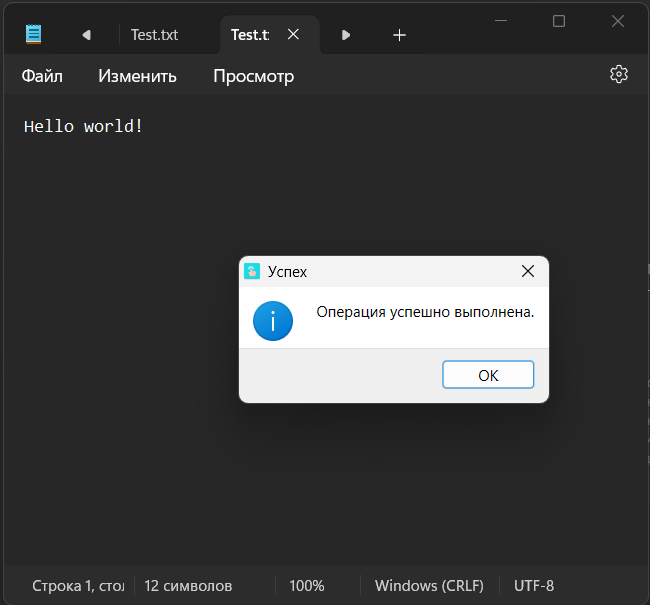 Test.txt
Test.t
Файл Изменить Просмотр
Hello world!
Успех
Операция успешно выполнена.
OK
Строка 1, стол 12 символов 100% Windows (CRLF) UTF-8